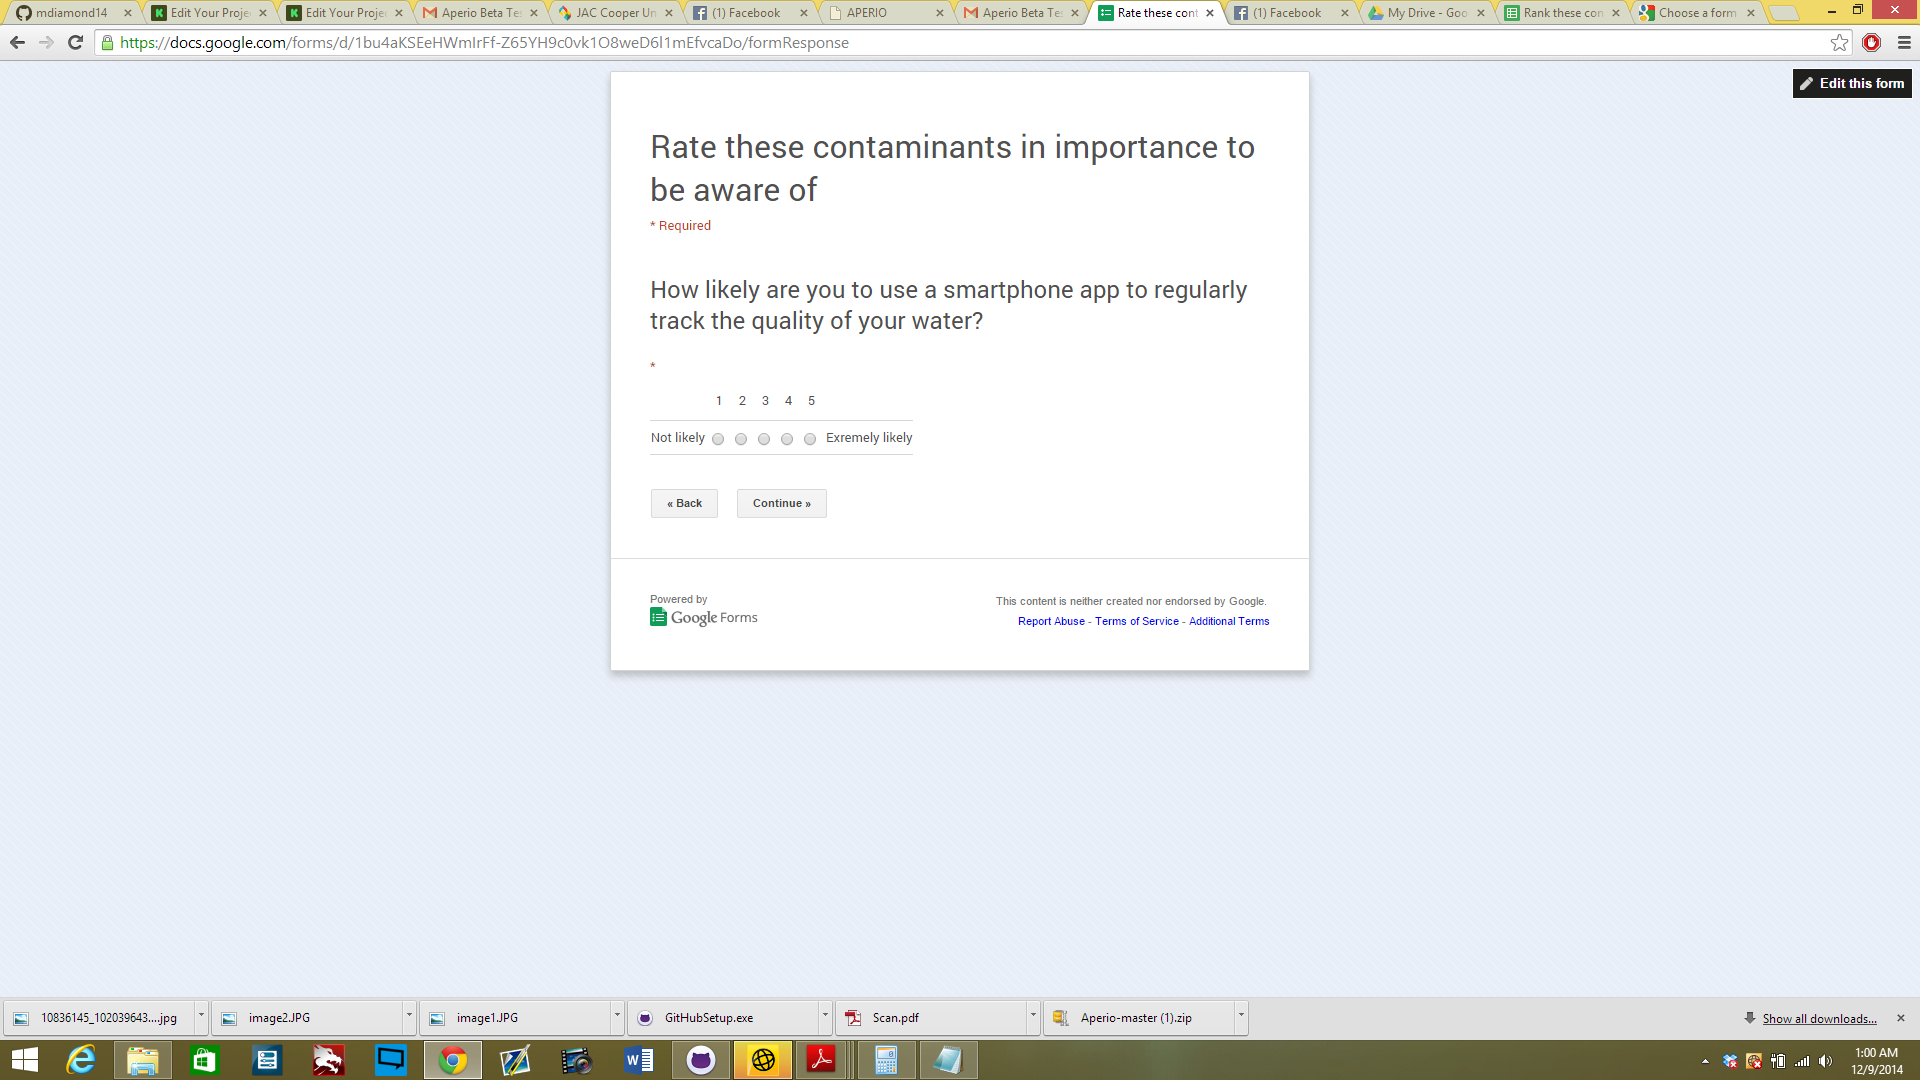 mdiamond14
Edit Your Proje
Edit Your Proje
Aperio Beta Tes
JAC Cooper Un
(1) Facebook
APERIO
Aperio Beta Tes
Rate these cont
(1) Facebook
My Drive - Goo
Rank these con
Choose a form
https://docs.google.com/forms/d/1bu4aKSEeHWmIrFf-Z65YH9c0vk1O8weD6l1mEfvcaDo/formResponse
Edit this form
Rate these contaminants in importance to
be aware of
* Required
How likely are you to use a smartphone app to regularly
track the quality of your water?
*
1 2 3 4 5
Not likely Exremely likely
« Back Continue »
Powered by
Google Forms
This content is neither created nor endorsed by Google.
Report Abuse - Terms of Service - Additional Terms
10836145_102039643....jpg
image2.JPG
image1.JPG
GitHubSetup.exe
Scan.pdf
Aperio-master (1).zip
Show all downloads...
1:00 AM
12/9/2014